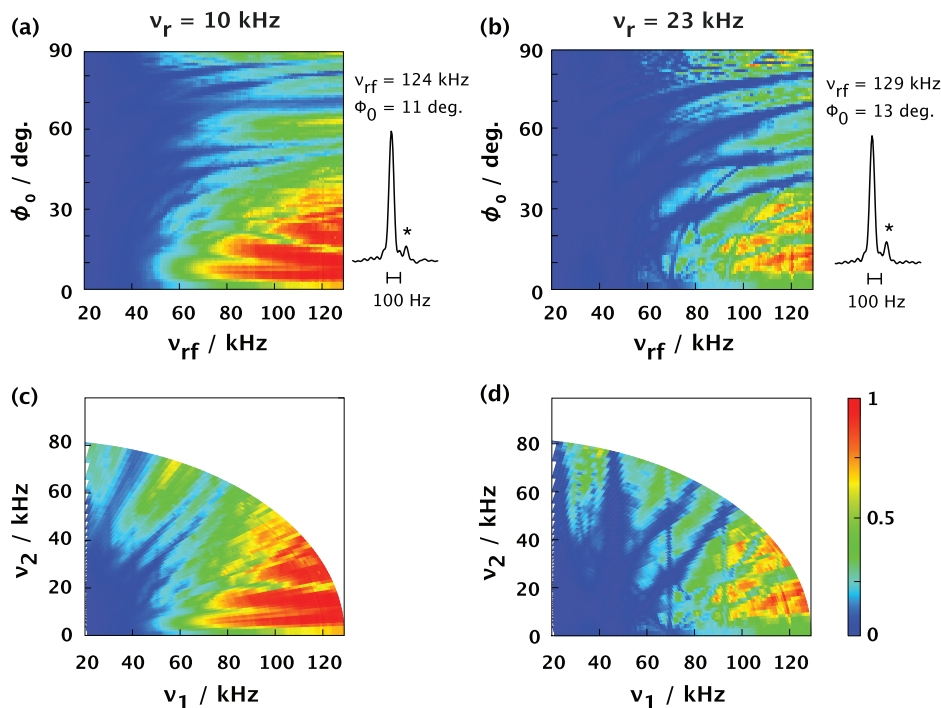 (a)
ν_r = 10 kHz
90
60
30
0
ϕ_o / deg.
20 40 60 80 100 120
ν_rf / kHz
ν_rf = 124 kHz
Φ_0 = 11 deg.
*
100 Hz
(b)
ν_r = 23 kHz
90
60
30
0
ϕ_o / deg.
20 40 60 80 100 120
ν_rf / kHz
ν_rf = 129 kHz
Φ_0 = 13 deg.
*
100 Hz
(c)
80
60
40
20
0
ν_2 / kHz
20 40 60 80 100 120
ν_1 / kHz
(d)
80
60
40
20
0
ν_2 / kHz
20 40 60 80 100 120
ν_1 / kHz
1
0.5
0